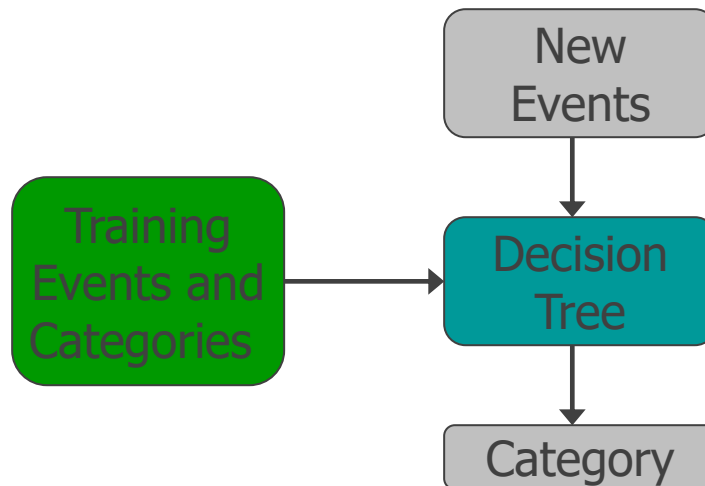 New
Events
Training
Events and
Categories
Decision
Tree
Category